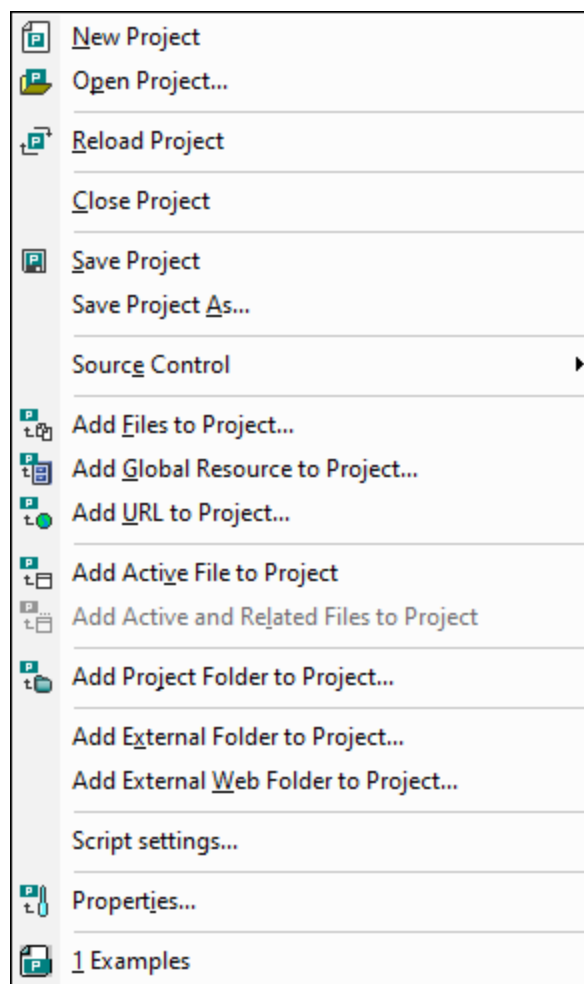 New Project
Open Project...
Reload Project
Close Project
Save Project
Save Project As...
Source Control
Add Files to Project...
Add Global Resource to Project...
Add URL to Project...
Add Active File to Project
Add Active and Related Files to Project
Add Project Folder to Project...
Add External Folder to Project...
Add External Web Folder to Project...
Script settings...
Properties...
1 Examples